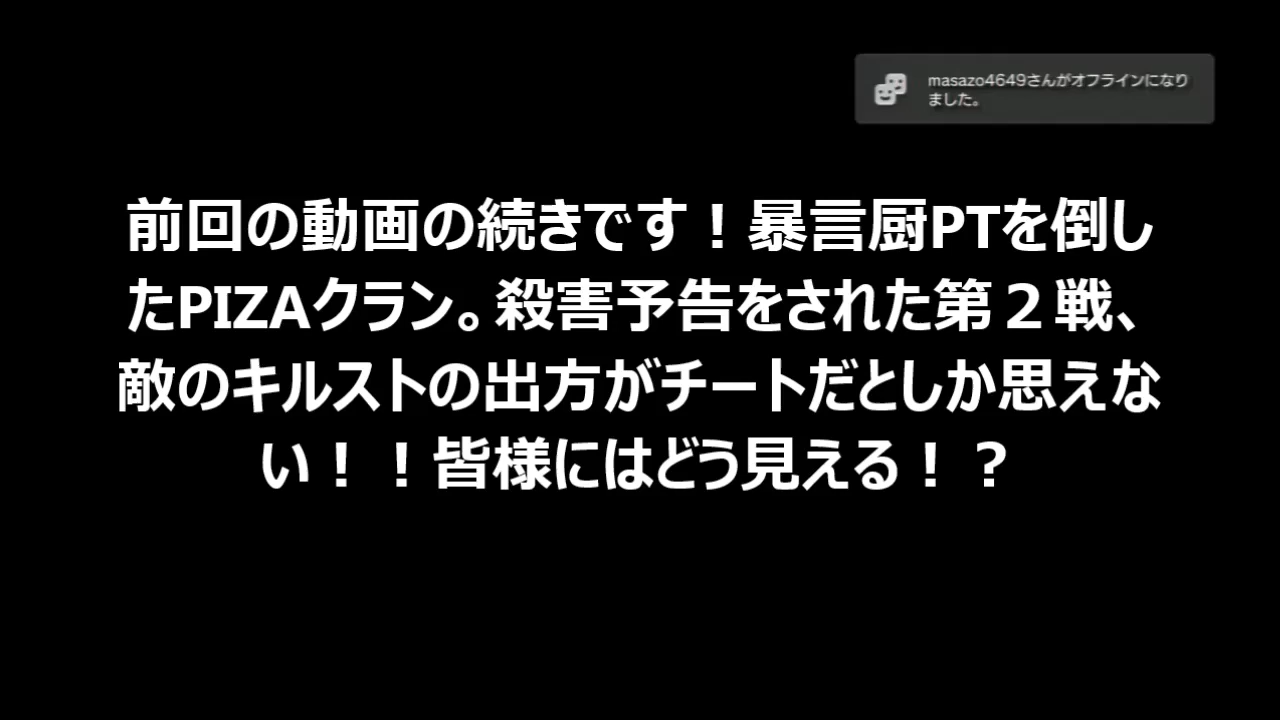 masazo4649さんがオフラインになり
ました。
前回の動画の続きです！暴言厨PTを倒し
たPIZAクラン。殺害予告をされた第２戦、
敵のキルストの出方がチートだとしか思えな
い！！皆様にはどう見える！？